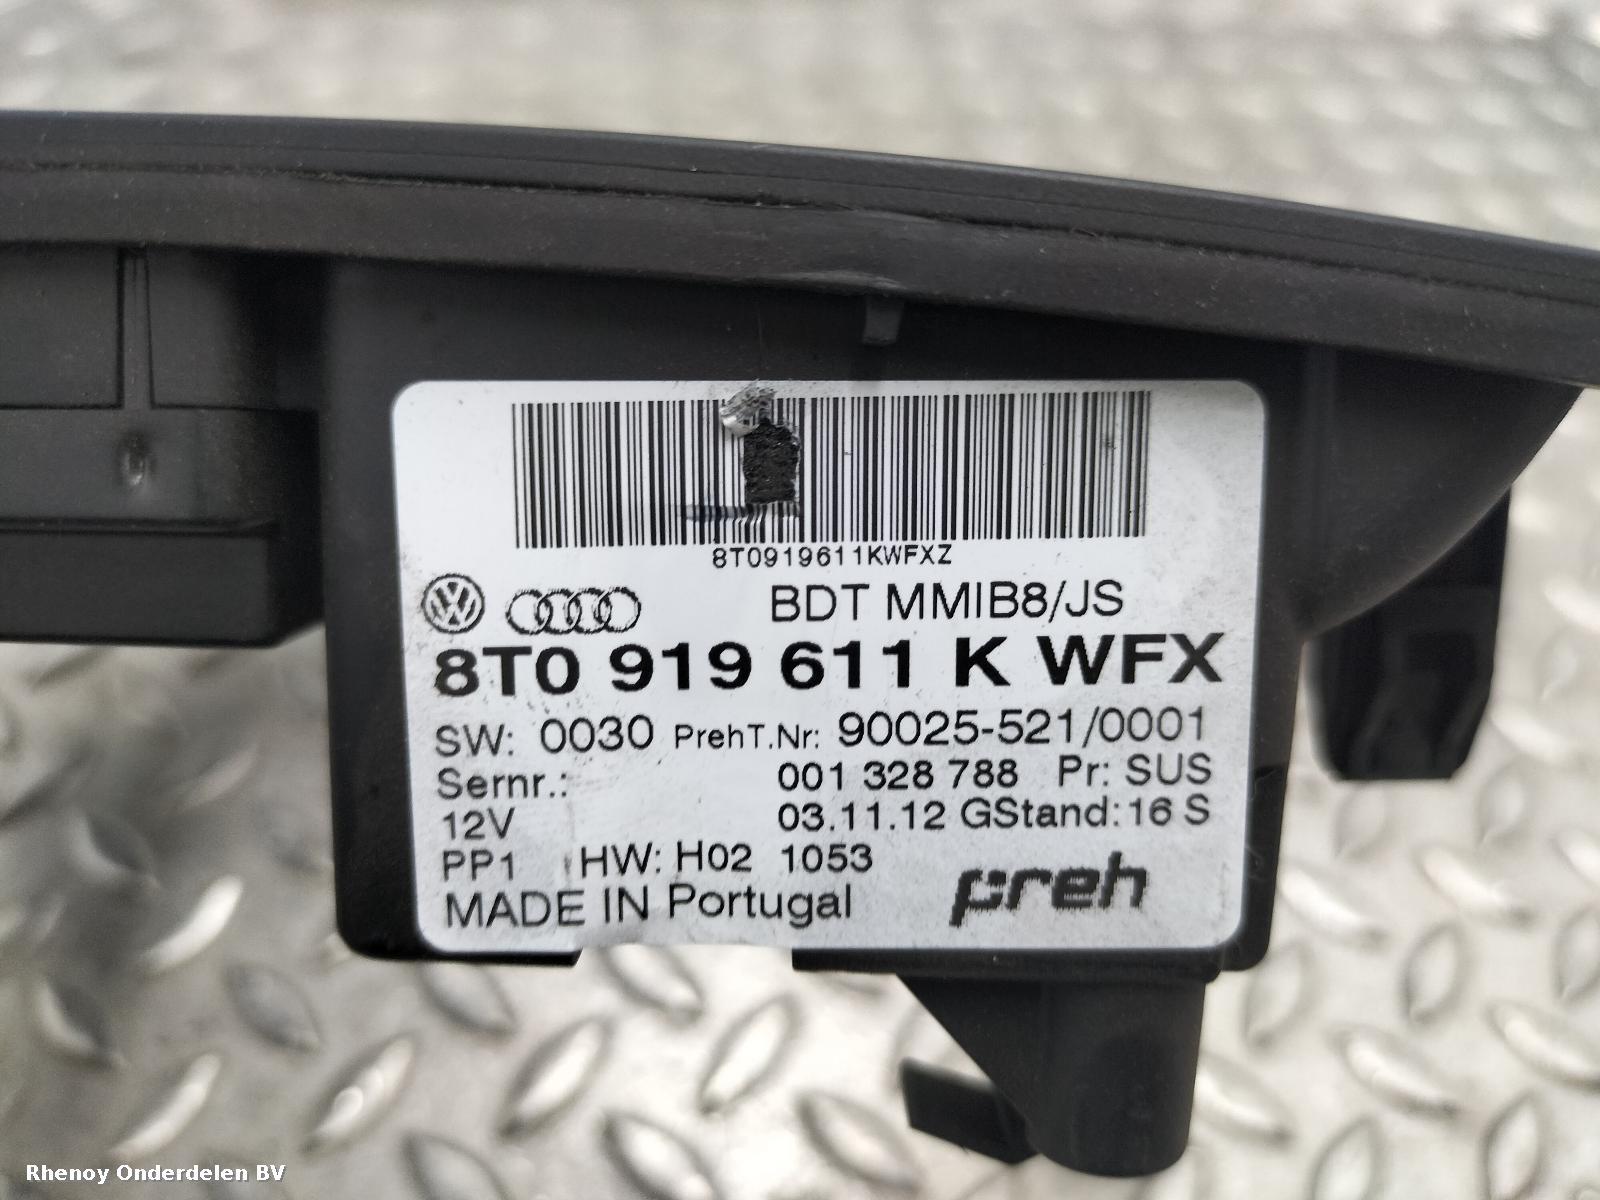 8T0919611KWFXZ
BDT MMIB8/JS
8T0 919 611 K WFX
SW: 0030 PrehT.Nr: 90025-521/0001
Sernr.: 001 328 788 Pr: SUS
12V 03.11.12 GStand: 16 S
PP1 HW: H02 1053
MADE IN Portugal preh
Rhenoy Onderdelen BV